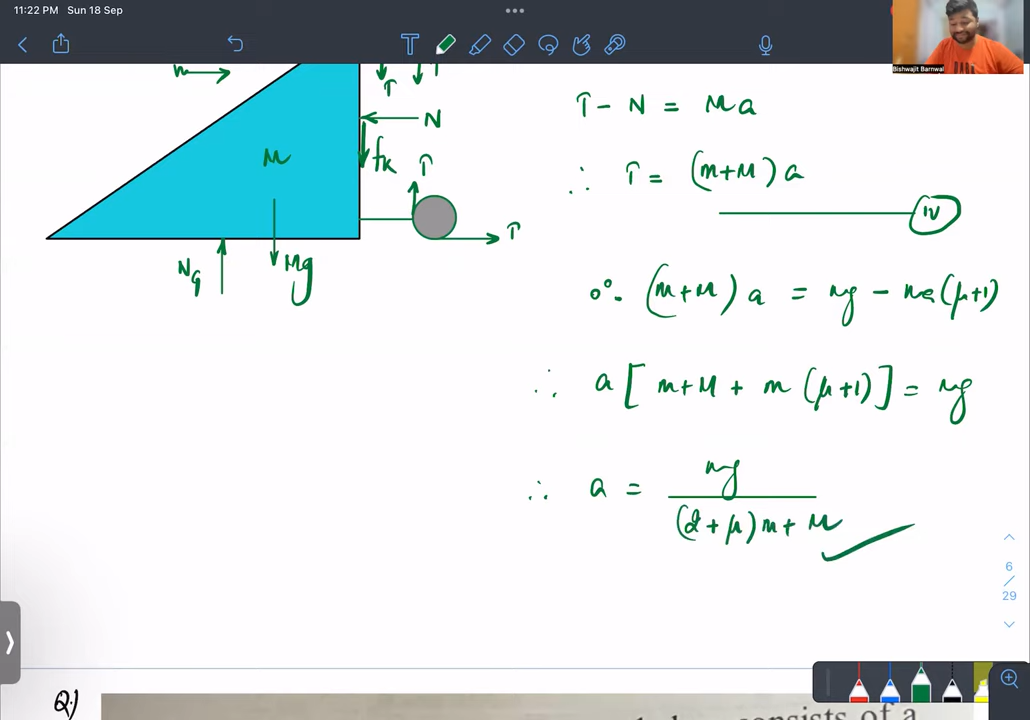 11:22 PM Sun 18 Sep
Bishwajit Barnwal
T
T - N = Ma
N
M
fk
T
∴ T = (m+M) a
IV
T
N
Mg
∴ (m+M) a = mg - ma(μ+1)
∴ a [ m+M + m (μ+1) ] = mg
∴ a = mg / (2+μ)m + M
6
/
29
Q.)
consists of a